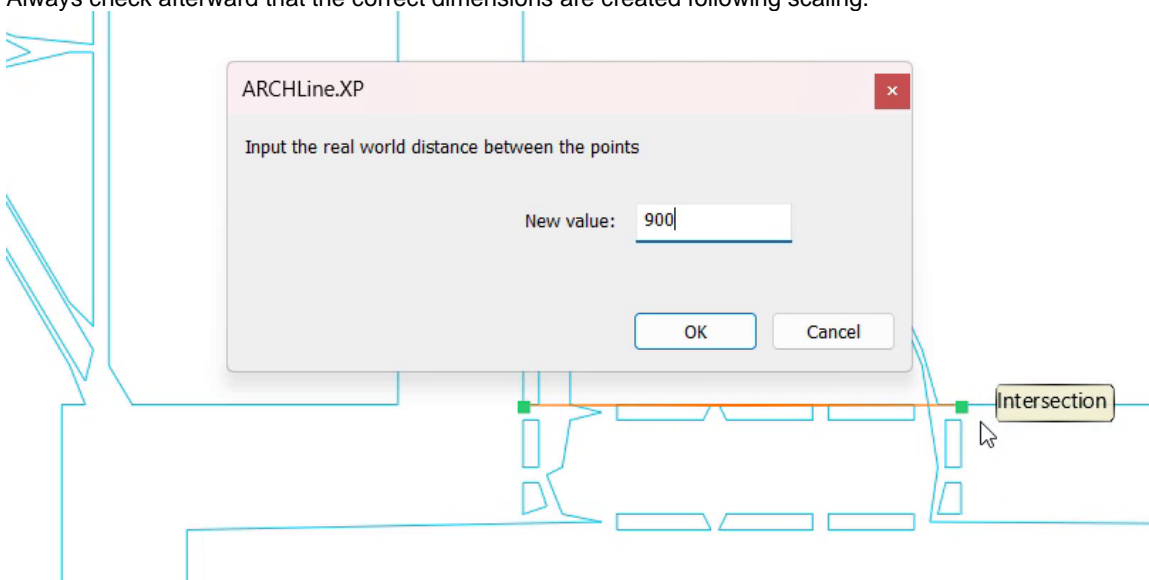 Always check afterward that the correct dimensions are created following scaling.
ARCHLine.XP
Input the real world distance between the points
New value: 900
OK Cancel
Intersection